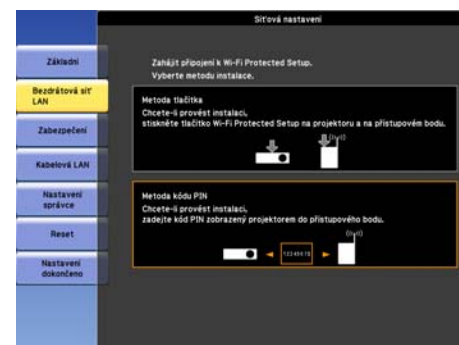 Síťová nastavení
Základní
Bezdrátová síť
LAN
Zabezpečení
Kabelová LAN
Nastavení
správce
Reset
Nastavení
dokončeno
Zahájit připojení k Wi-Fi Protected Setup.
Vyberte metodu instalace.
Metoda tlačítka
Chcete-li provést instalaci,
stiskněte tlačítko Wi-Fi Protected Setup na projektoru a na přístupovém bodu.
Metoda kódu PIN
Chcete-li provést instalaci,
zadejte kód PIN zobrazený projektorem do přístupového bodu.